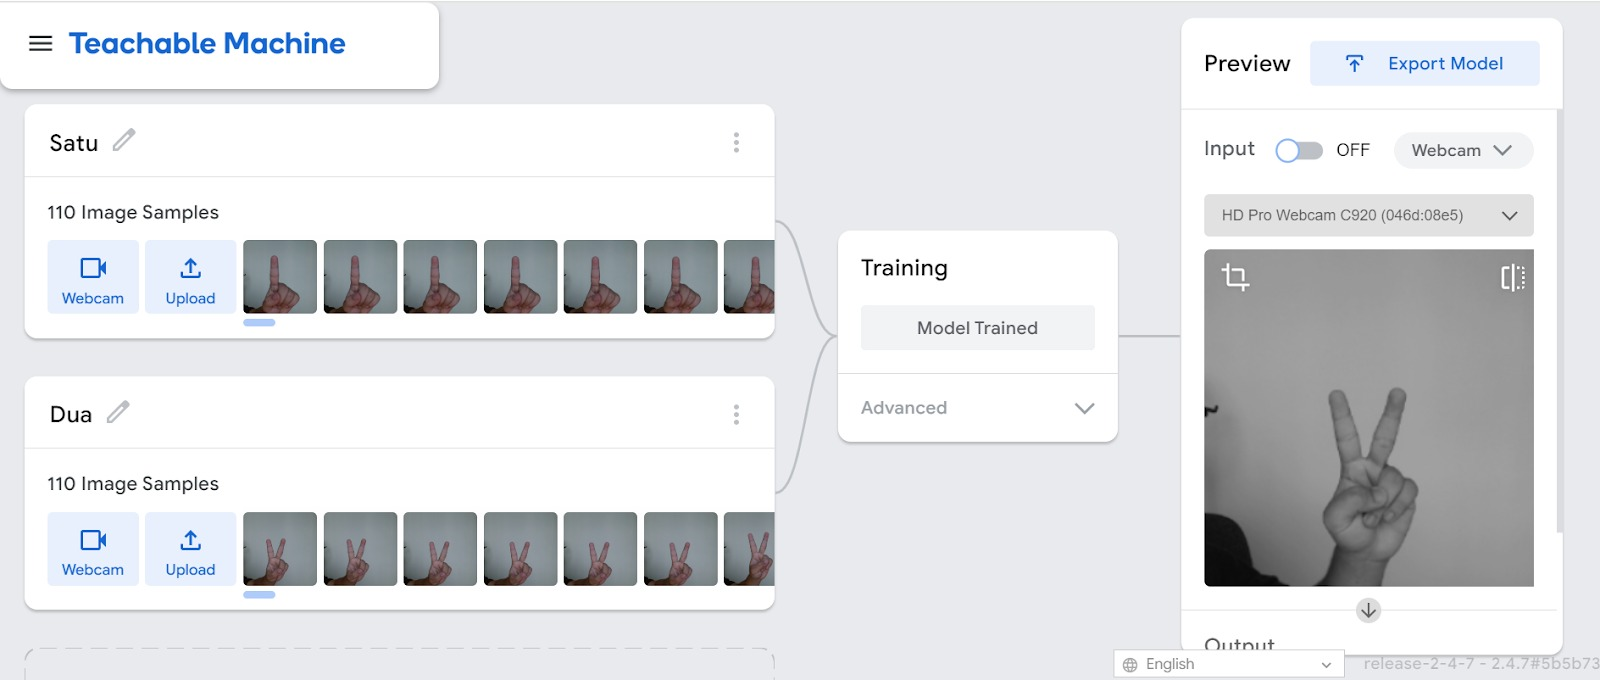 Teachable Machine
Satu
110 Image Samples
Webcam
Upload
Dua
110 Image Samples
Webcam
Upload
Training
Model Trained
Advanced
Preview
Export Model
Input
OFF
Webcam
HD Pro Webcam C920 (046d:08e5)
Output
English
release-2-4-7 - 2.4.7#5b5b73